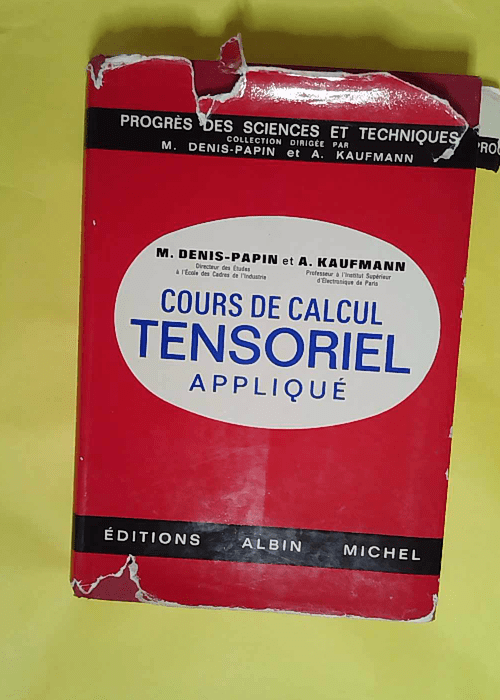 PROGRÈS DES SCIENCES ET TECHNIQUES
COLLECTION DIRIGÉE PAR
M. DENIS-PAPIN et A. KAUFMANN
M. DENIS-PAPIN et A. KAUFMANN
Directeur des Études
à l'École des Cadres de l'Industrie
Professeur à l'Institut Supérieur
d'Électronique de Paris
COURS DE CALCUL
TENSORIEL
APPLIQUÉ
ÉDITIONS ALBIN MICHEL